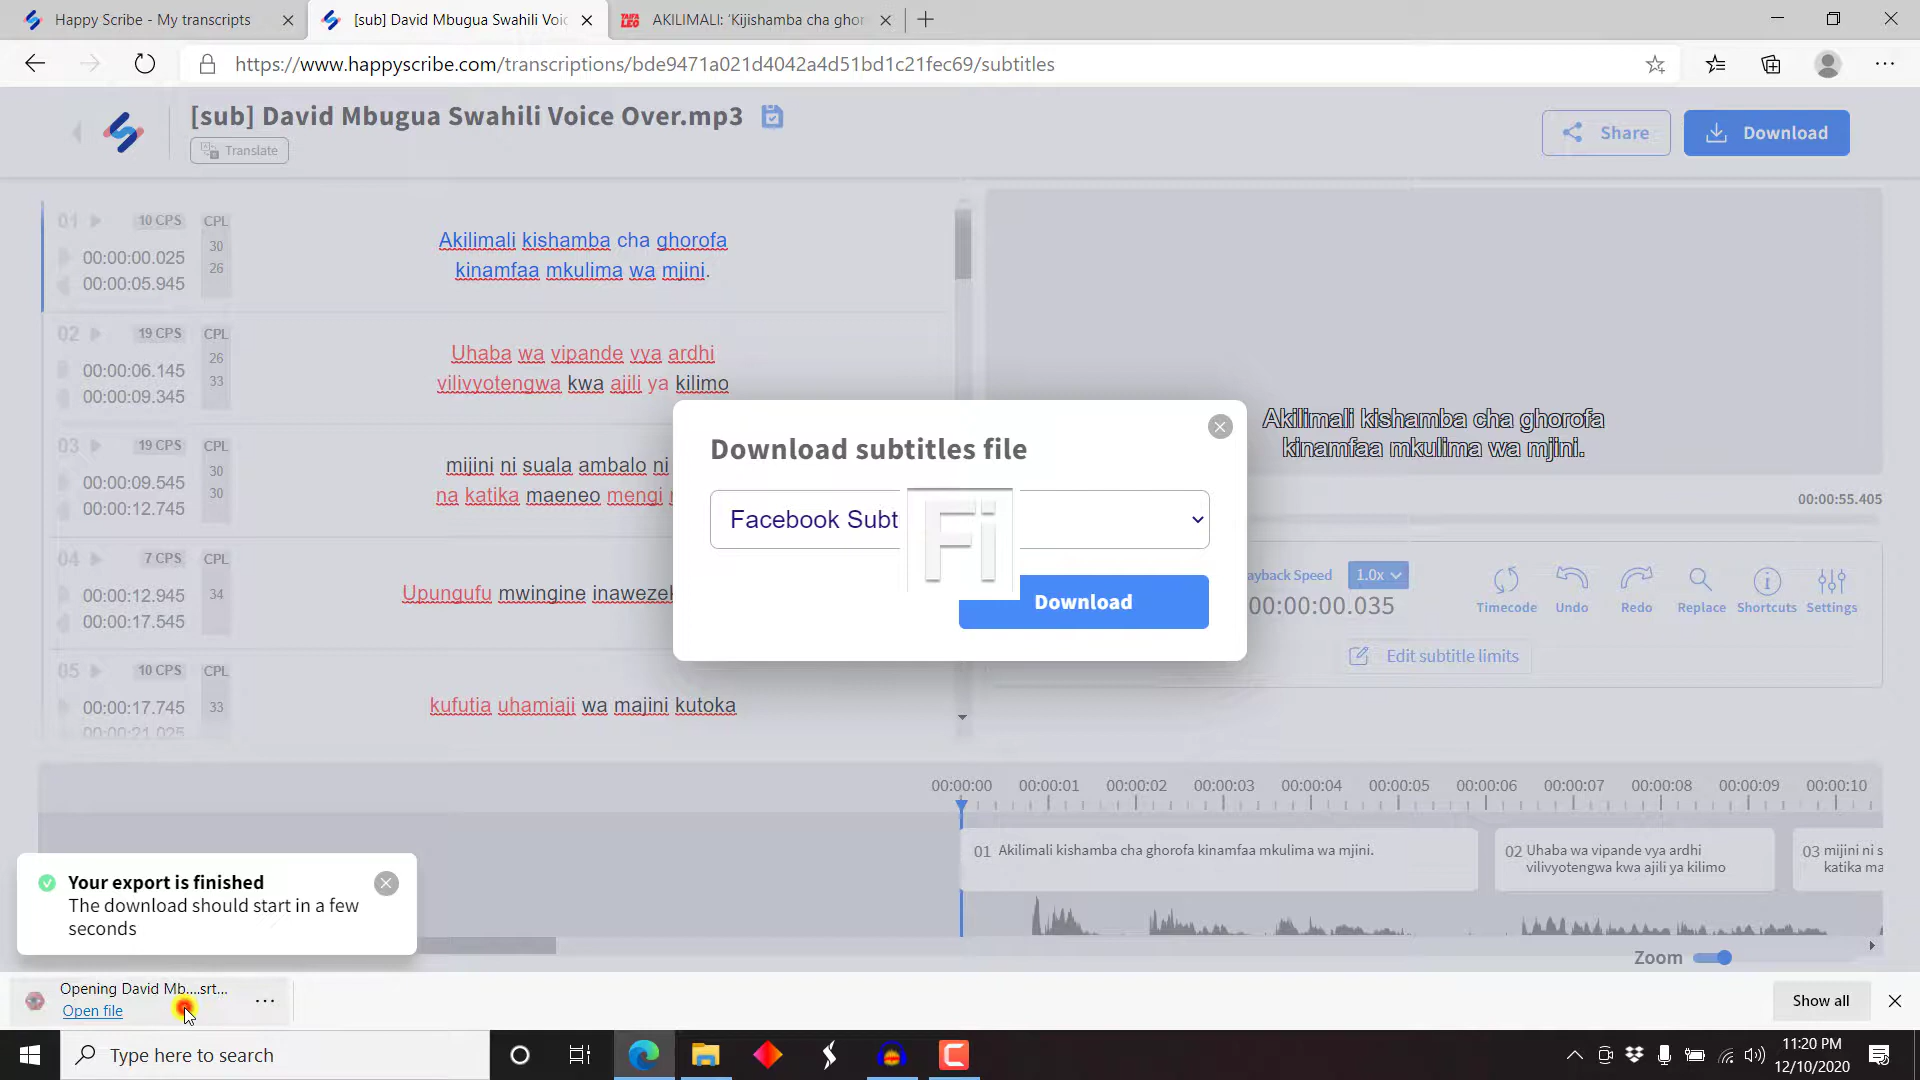 Happy Scribe - My transcripts
[sub] David Mbugua Swahili Voic
AKILIMALI: 'Kijishamba cha ghor
https://www.happyscribe.com/transcriptions/bde9471a021d4042a4d51bd1c21fec69/subtitles
[sub] David Mbugua Swahili Voice Over.mp3
Translate
Share
Download
01
10 CPS
CPL
00:00:00.025
00:00:05.945
30
26
Akilimali kishamba cha ghorofa
kinamfaa mkulima wa mjini.
02
19 CPS
CPL
00:00:06.145
00:00:09.345
26
33
Uhaba wa vipande vya ardhi
vilivyotengwa kwa ajili ya kilimo
03
19 CPS
CPL
00:00:09.545
00:00:12.745
30
30
mijini ni suala ambalo ni
na katika maeneo mengi
04
7 CPS
CPL
00:00:12.945
00:00:17.545
34
Upungufu mwingine inawezek
05
10 CPS
CPL
00:00:17.745
00:00:21.025
33
kufutia uhamiaji wa majini kutoka
Akilimali kishamba cha ghorofa
kinamfaa mkulima wa mjini.
00:00:55.405
Download subtitles file
Facebook Subt
Fi
Download
ayback Speed
1.0x
00:00:00.035
Timecode
Undo
Redo
Replace
Shortcuts
Settings
Edit subtitle limits
00:00:00
00:00:01
00:00:02
00:00:03
00:00:04
00:00:05
00:00:06
00:00:07
00:00:08
00:00:09
00:00:10
01 Akilimali kishamba cha ghorofa kinamfaa mkulima wa mjini.
02 Uhaba wa vipande vya ardhi
vilivyotengwa kwa ajili ya kilimo
03 mijini ni s
katika ma
Zoom
Your export is finished
The download should start in a few
seconds
Opening David Mb....srt...
Open file
Show all
Type here to search
11:20 PM
12/10/2020